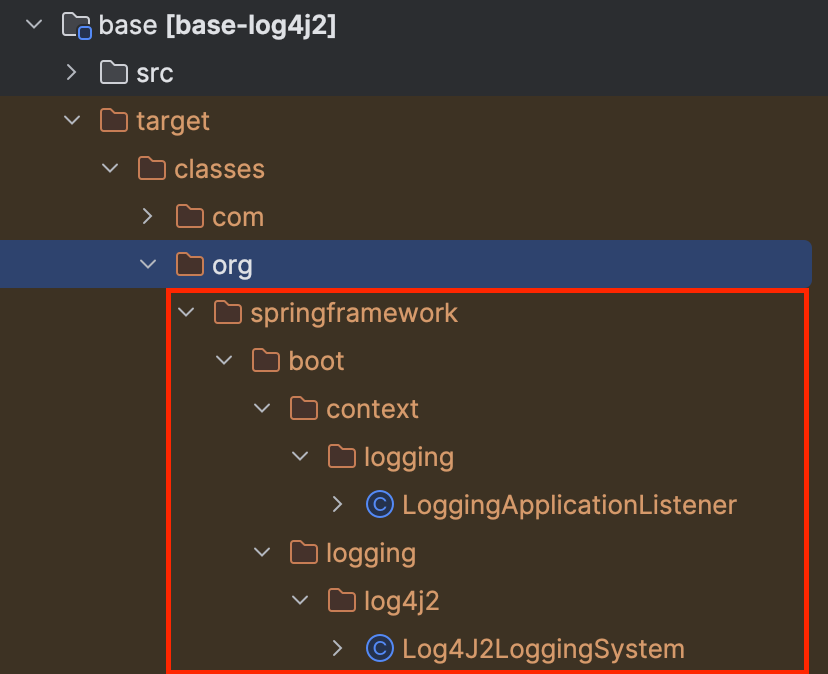 base [base-log4j2]
src
target
classes
com
org
springframework
boot
context
logging
C LoggingApplicationListener
logging
log4j2
C Log4J2LoggingSystem